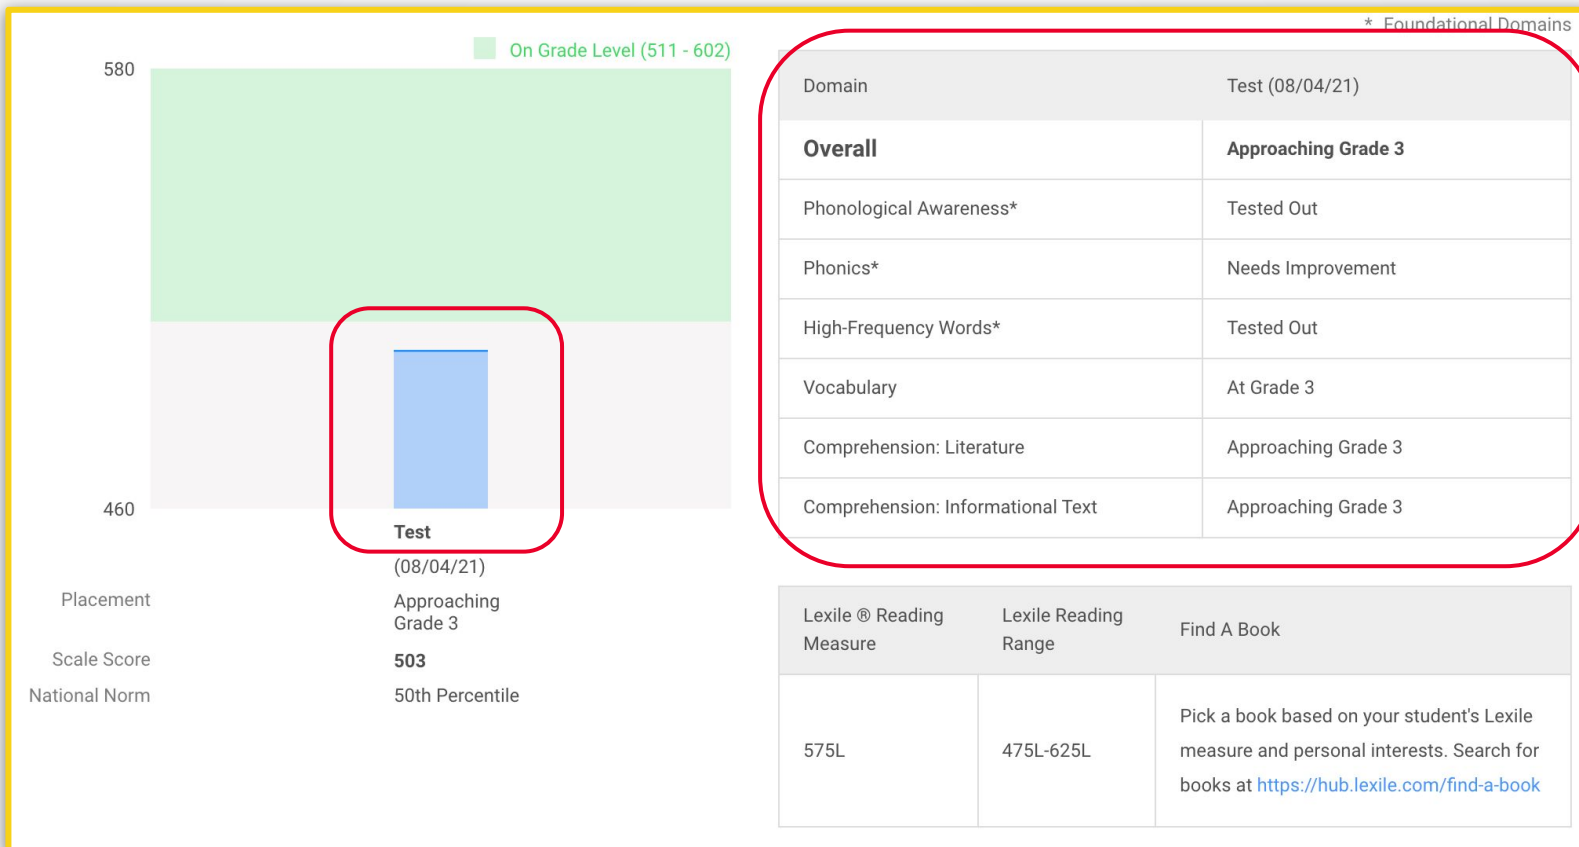 * Foundational Domains
On Grade Level (511 - 602)
580
460
Test
(08/04/21)
Placement Approaching
Grade 3
Scale Score 503
National Norm 50th Percentile
Domain Test (08/04/21)
Overall Approaching Grade 3
Phonological Awareness* Tested Out
Phonics* Needs Improvement
High-Frequency Words* Tested Out
Vocabulary At Grade 3
Comprehension: Literature Approaching Grade 3
Comprehension: Informational Text Approaching Grade 3
Lexile ® Reading
Measure
Lexile Reading
Range
Find A Book
575L
475L-625L
Pick a book based on your student's Lexile
measure and personal interests. Search for
books at https://hub.lexile.com/find-a-book